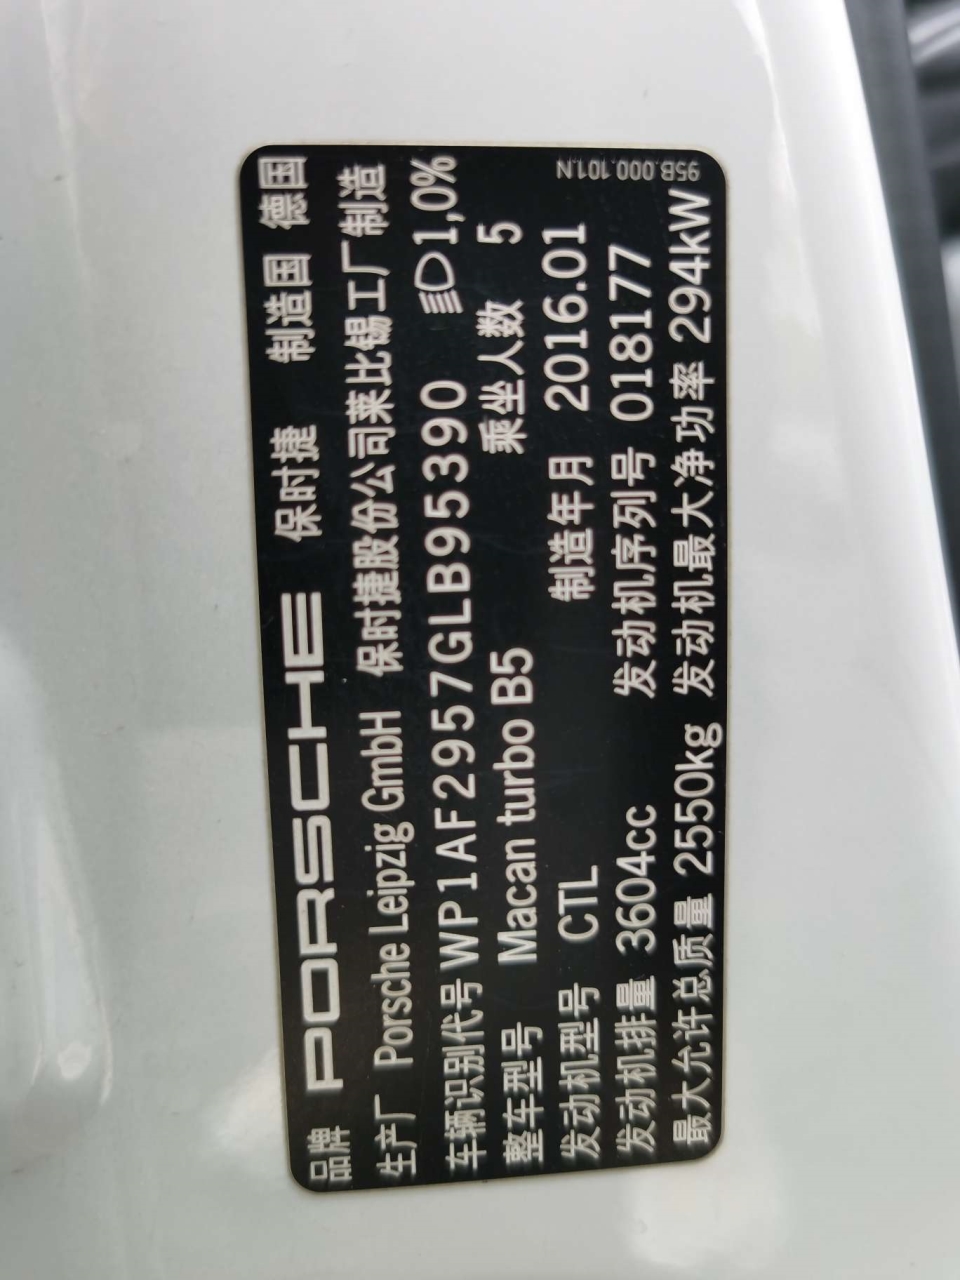 品牌 PORSCHE 保时捷 制造国 德国
生产厂 Porsche Leipzig GmbH 保时捷股份公司莱比锡工厂制造
车辆识别代号 WP1AF2957GLB95390 1,0%
整车型号 Macan turbo B5 乘坐人数 5
发动机型号 CTL 制造年月 2016.01
发动机排量 3604cc 发动机序列号 018177
最大允许总质量 2550kg 发动机最大净功率 294kW
95B.000.101.N